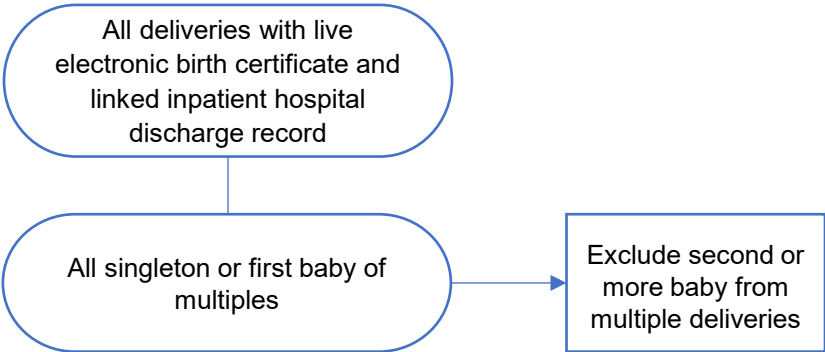 All deliveries with live
electronic birth certificate and
linked inpatient hospital
discharge record
All singleton or first baby of
multiples
Exclude second or
more baby from
multiple deliveries